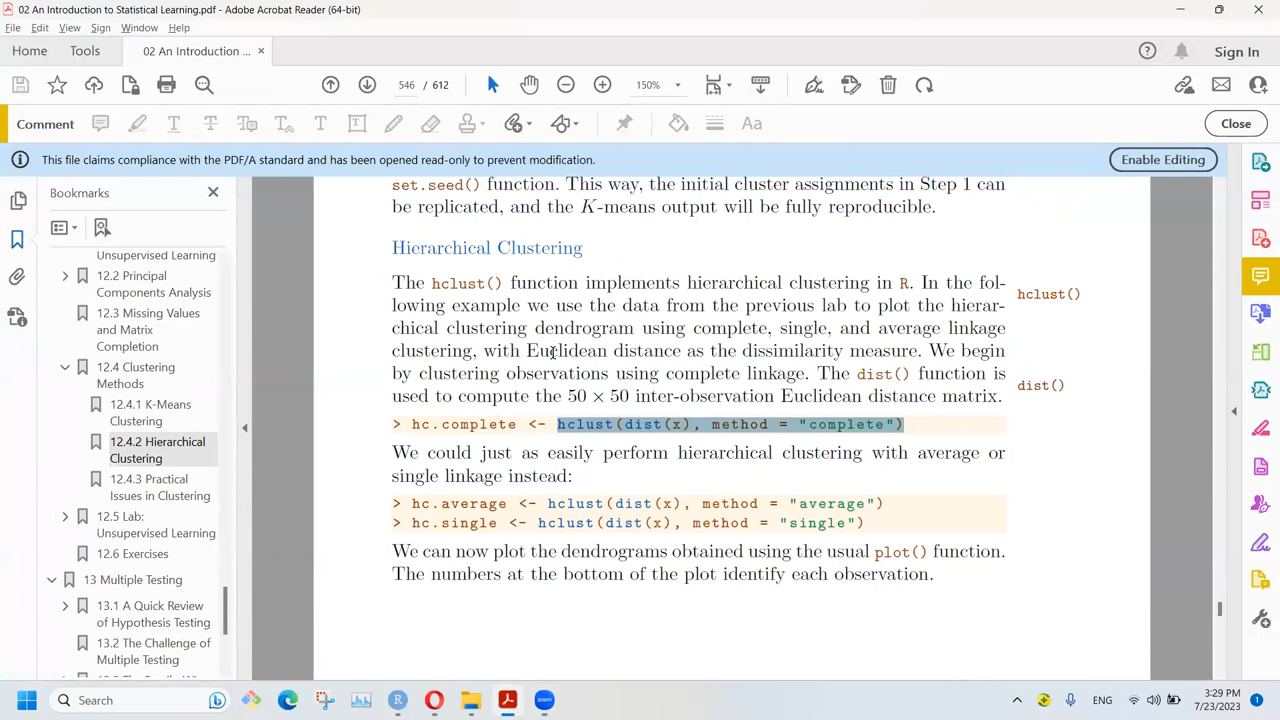 02 An Introduction to Statistical Learning.pdf - Adobe Acrobat Reader (64-bit)
File Edit View Sign Window Help
Home Tools 02 An Introduction ... × Sign In
546 / 612 150%
Comment Aa Close
This file claims compliance with the PDF/A standard and has been opened read-only to prevent modification. Enable Editing
Bookmarks
Unsupervised Learning
12.2 Principal
Components Analysis
12.3 Missing Values
and Matrix
Completion
12.4 Clustering
Methods
12.4.1 K-Means
Clustering
12.4.2 Hierarchical
Clustering
12.4.3 Practical
Issues in Clustering
12.5 Lab:
Unsupervised Learning
12.6 Exercises
13 Multiple Testing
13.1 A Quick Review
of Hypothesis Testing
13.2 The Challenge of
Multiple Testing
set.seed() function. This way, the initial cluster assignments in Step 1 can
be replicated, and the K-means output will be fully reproducible.
Hierarchical Clustering
The hclust() function implements hierarchical clustering in R. In the fol-
lowing example we use the data from the previous lab to plot the hierar-
chical clustering dendrogram using complete, single, and average linkage
clustering, with Euclidean distance as the dissimilarity measure. We begin
by clustering observations using complete linkage. The dist() function is
used to compute the 50 × 50 inter-observation Euclidean distance matrix.
hclust()
dist()
> hc.complete <- hclust(dist(x), method = "complete")
We could just as easily perform hierarchical clustering with average or
single linkage instead:
> hc.average <- hclust(dist(x), method = "average")
> hc.single <- hclust(dist(x), method = "single")
We can now plot the dendrograms obtained using the usual plot() function.
The numbers at the bottom of the plot identify each observation.
Search
ENG
3:29 PM
7/23/2023